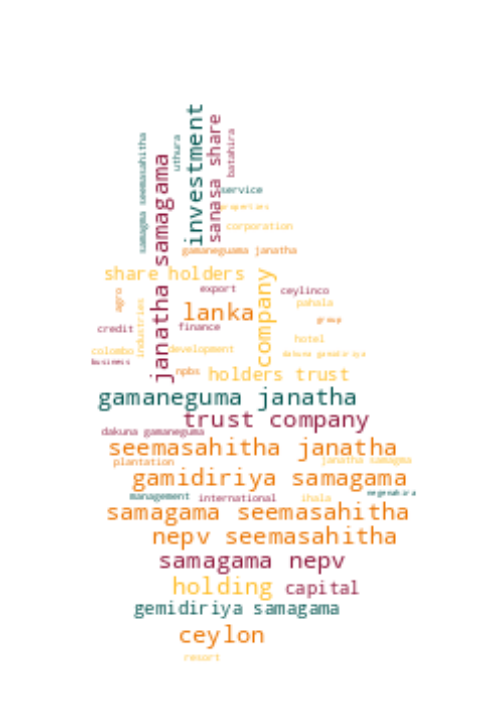 investment
sanasa share
batahira
samagma seemasahitha
uthura
janatha samagama
service
properties
corporation
gamaneguama janatha
share holders
company
export
ceylinco
agro
industries
pahala
lanka
group
credit
finance
hotel
colombo
development
dakuna gamidiriya
business
npbs
holders trust
gamaneguma janatha
trust company
dakuna gamaneguma
seemasahitha janatha
plantation
janatha samagma
gamidiriya samagama
management
international
ihala
negenahira
samagama seemasahitha
nepv seemasahitha
samagama nepv
holding
capital
gemidiriya samagama
ceylon
resort